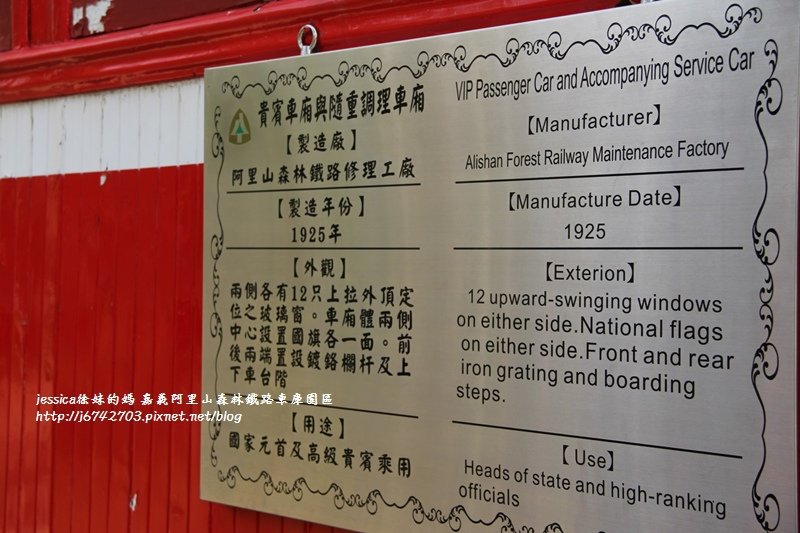 貴賓車廂與隨重調理車廂
【製造廠】
阿里山森林鐵路修理工廠
【製造年份】
1925年
【外觀】
兩側各有12只上拉外頂定
位之玻璃窗。車廂體兩側
中心設置國旗各一面。前
後兩端置設鍍鉻欄杆及上
下車台階
【用途】
國家元首及高級貴賓乘用
VIP Passenger Car and Accompanying Service Car
【Manufacturer】
Alishan Forest Railway Maintenance Factory
【Manufacture Date】
1925
【Exterion】
12 upward-swinging windows
on either side.National flags
on either side.Front and rear
iron grating and boarding
steps.
【Use】
Heads of state and high-ranking
officials
jessica徐妹的媽 嘉義阿里山森林鐵路車庫園區
http://j6742703.pixnet.net/blog